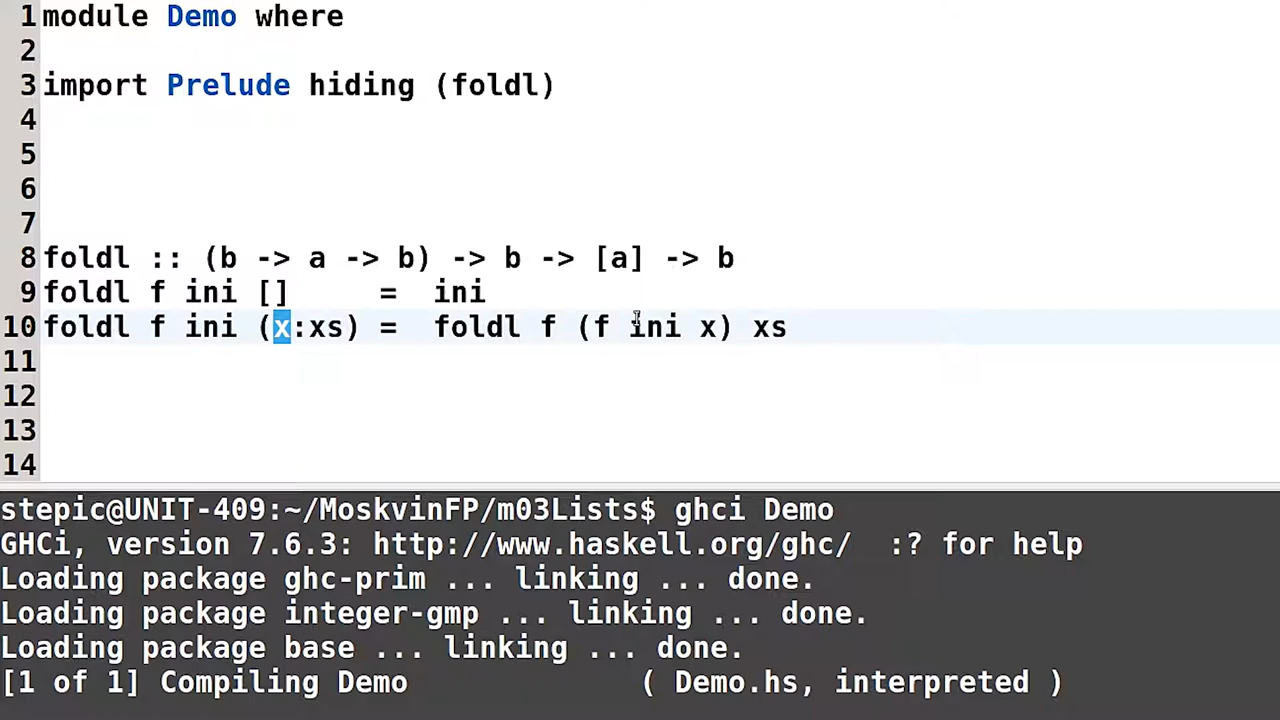 1 module Demo where
2
3 import Prelude hiding (foldl)
4
5
6
7
8 foldl :: (b -> a -> b) -> b -> [a] -> b
9 foldl f ini []     =  ini
10 foldl f ini (x:xs) =  foldl f (f ini x) xs
11
12
13
14
stepic@UNIT-409:~/MoskvinFP/m03Lists$ ghci Demo
GHCi, version 7.6.3: http://www.haskell.org/ghc/  :? for help
Loading package ghc-prim ... linking ... done.
Loading package integer-gmp ... linking ... done.
Loading package base ... linking ... done.
[1 of 1] Compiling Demo             ( Demo.hs, interpreted )